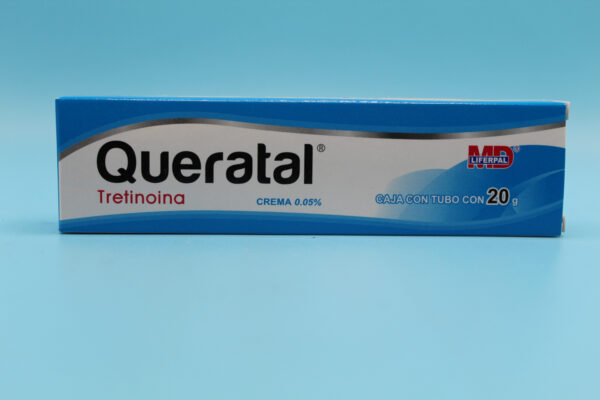 Queratal®
Tretinoina
CREMA 0.05%
MD®
LIFERPAL
CAJA CON TUBO CON 20 g